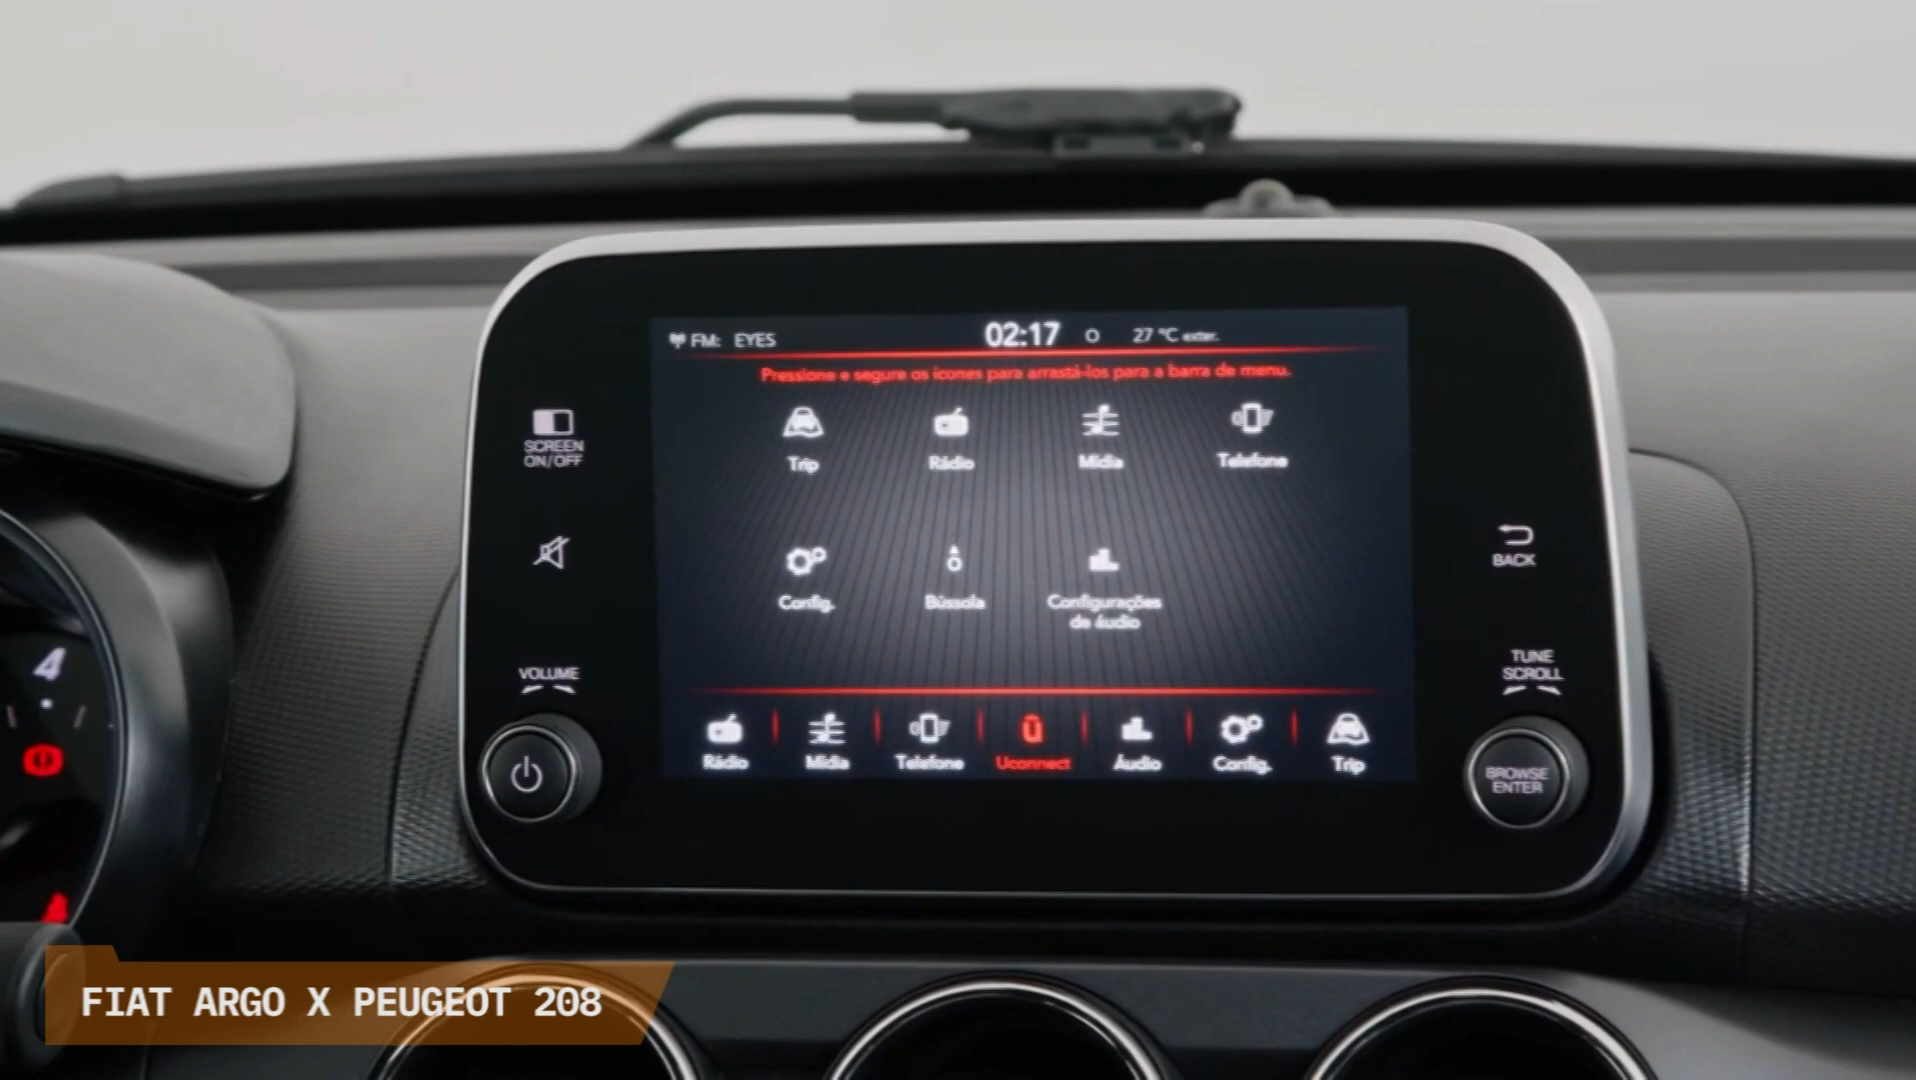 FM: EYES 02:17 O 27 °C exter.
Pressione e segure os ícones para arrastá-los para a barra de menu.
SCREEN
ON/OFF
Trip Rádio Mídia Telefone
BACK
Config. Bússola Configurações
de áudio
VOLUME
TUNE
SCROLL
4
Rádio Mídia Telefone Uconnect Áudio Config. Trip
BROWSE
ENTER
FIAT ARGO X PEUGEOT 208